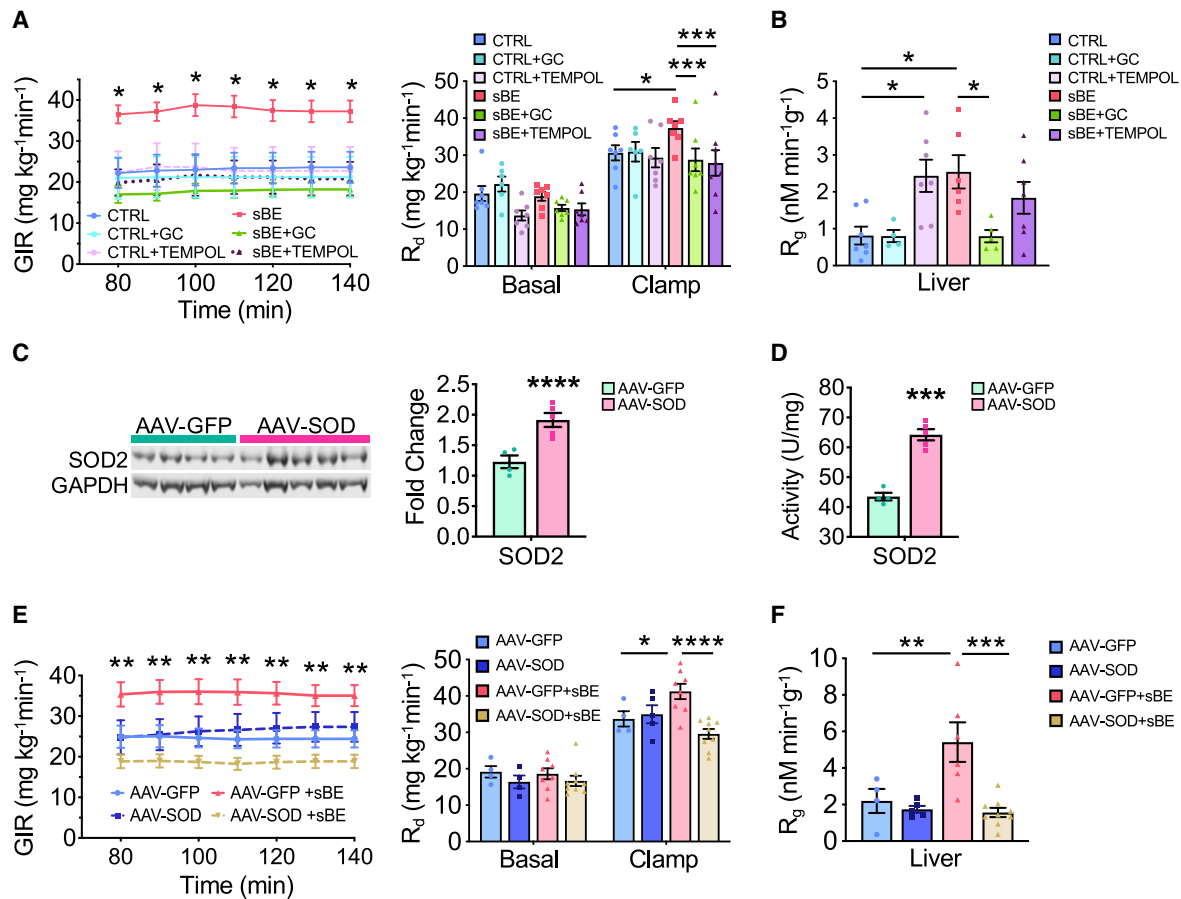 A
GIR (mg kg⁻¹min⁻¹)
50
40
30
20
10
0
* * * * * * *
CTRL
CTRL+GC
CTRL+TEMPOL
sBE
sBE+GC
sBE+TEMPOL
80 100 120 140
Time (min)
Rd (mg kg⁻¹min⁻¹)
50
40
30
20
10
0
CTRL
CTRL+GC
CTRL+TEMPOL
sBE
sBE+GC
sBE+TEMPOL
***
* ***
Basal Clamp
B
Rg (nM min⁻¹g⁻¹)
5
4
3
2
1
0
*
* *
Liver
CTRL
CTRL+GC
CTRL+TEMPOL
sBE
sBE+GC
sBE+TEMPOL
C
AAV-GFP AAV-SOD
SOD2
GAPDH
Fold Change
2.5
2.0
1.5
1.0
0.5
0.0
****
SOD2
AAV-GFP
AAV-SOD
D
Activity (U/mg)
80
70
60
50
40
30
***
SOD2
AAV-GFP
AAV-SOD
E
GIR (mg kg⁻¹min⁻¹)
45
40
35
30
25
20
15
10
5
0
** ** ** ** ** ** **
AAV-GFP
AAV-SOD
AAV-GFP +sBE
AAV-SOD +sBE
80 100 120 140
Time (min)
Rd (mg kg⁻¹min⁻¹)
50
40
30
20
10
0
AAV-GFP
AAV-SOD
AAV-GFP+sBE
AAV-SOD+sBE
* ****
Basal Clamp
F
Rg (nM min⁻¹g⁻¹)
10
8
6
4
2
0
** ***
Liver
AAV-GFP
AAV-SOD
AAV-GFP+sBE
AAV-SOD+sBE